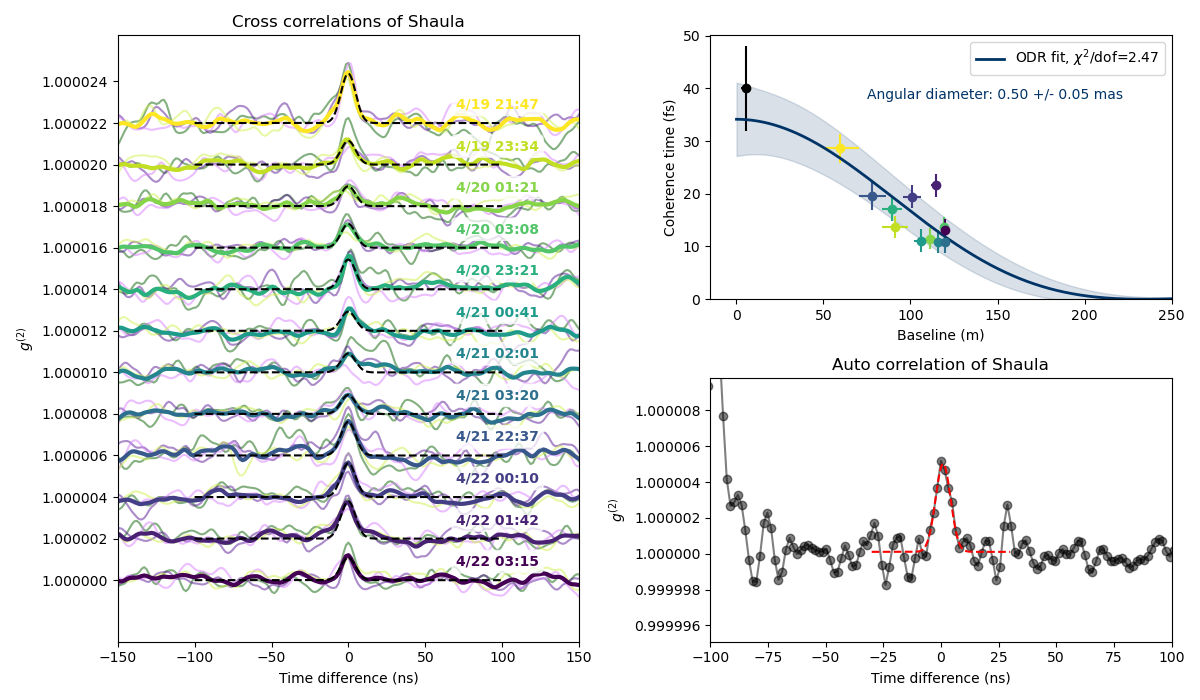 Cross correlations of Shaula
1.000024
1.000022
1.000020
1.000018
1.000016
1.000014
1.000012
1.000010
1.000008
1.000006
1.000004
1.000002
1.000000
g⁽²⁾
4/19 21:47
4/19 23:34
4/20 01:21
4/20 03:08
4/20 23:21
4/21 00:41
4/21 02:01
4/21 03:20
4/21 22:37
4/22 00:10
4/22 01:42
4/22 03:15
−150 −100 −50 0 50 100 150
Time difference (ns)
50
40
30
20
10
0
Coherence time (fs)
ODR fit, χ²/dof=2.47
Angular diameter: 0.50 +/- 0.05 mas
0 50 100 150 200 250
Baseline (m)
Auto correlation of Shaula
1.000008
1.000006
1.000004
1.000002
1.000000
0.999998
0.999996
g⁽²⁾
−100 −75 −50 −25 0 25 50 75 100
Time difference (ns)